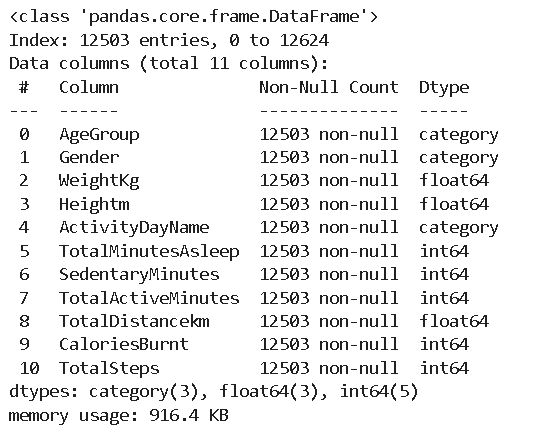 <class 'pandas.core.frame.DataFrame'>
Index: 12503 entries, 0 to 12624
Data columns (total 11 columns):
 #   Column             Non-Null Count  Dtype
---  ------             --------------  -----
 0   AgeGroup           12503 non-null  category
 1   Gender             12503 non-null  category
 2   WeightKg           12503 non-null  float64
 3   Heightm            12503 non-null  float64
 4   ActivityDayName    12503 non-null  category
 5   TotalMinutesAsleep 12503 non-null  int64
 6   SedentaryMinutes   12503 non-null  int64
 7   TotalActiveMinutes 12503 non-null  int64
 8   TotalDistancekm    12503 non-null  float64
 9   CaloriesBurnt      12503 non-null  int64
 10  TotalSteps         12503 non-null  int64
dtypes: category(3), float64(3), int64(5)
memory usage: 916.4 KB